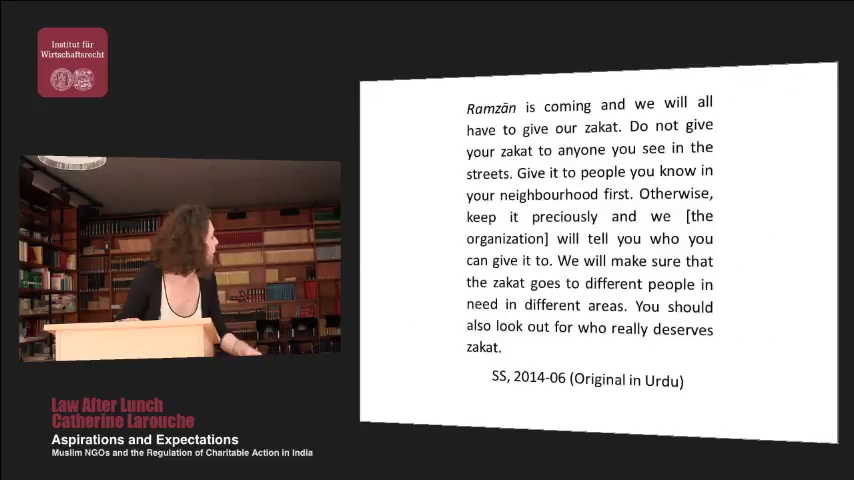 Institut für
Wirtschaftsrecht
Ramzān is coming and we will all
have to give our zakat. Do not give
your zakat to anyone you see in the
streets. Give it to people you know in
your neighbourhood first. Otherwise,
keep it preciously and we [the
organization] will tell you who you
can give it to. We will make sure that
the zakat goes to different people in
need in different areas. You should
also look out for who really deserves
zakat.
SS, 2014-06 (Original in Urdu)
Law After Lunch
Catherine Larouche
Aspirations and Expectations
Muslim NGOs and the Regulation of Charitable Action in India